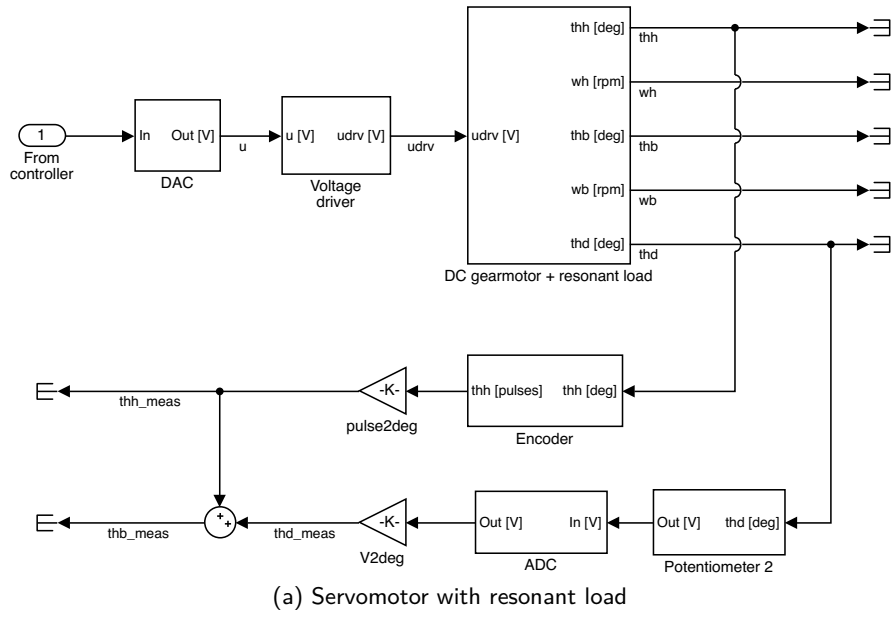 thh [deg]
thh
wh [rpm]
wh
1
In
Out [V]
u
u [V]
udrv [V]
udrv
udrv [V]
thb [deg]
thb
From
controller
DAC
Voltage
driver
wb [rpm]
wb
thd [deg]
thd
DC gearmotor + resonant load
thh_meas
-K-
pulse2deg
thh [pulses]
thh [deg]
Encoder
thb_meas
+
+
thd_meas
-K-
V2deg
Out [V]
In [V]
ADC
Out [V]
thd [deg]
Potentiometer 2
(a) Servomotor with resonant load